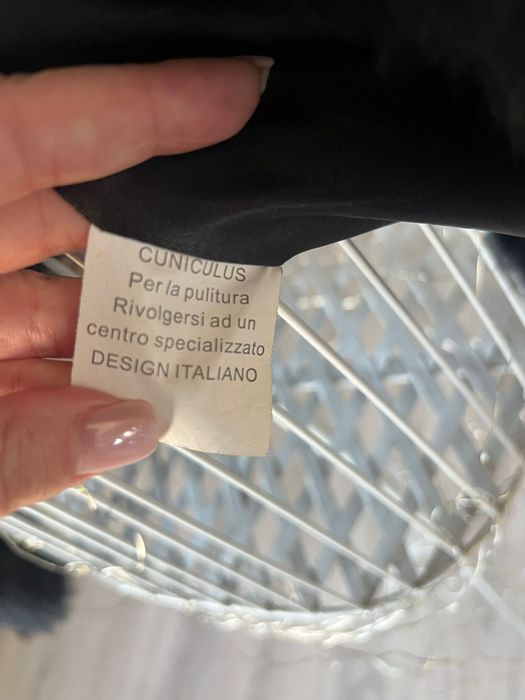 CUNICULUS
Per la pulitura
Rivolgersi ad un
centro specializzato
DESIGN ITALIANO